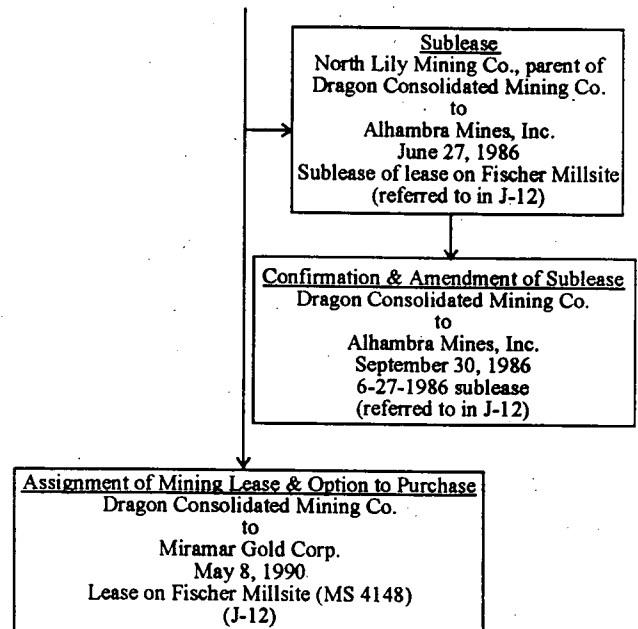 Sublease
North Lily Mining Co., parent of
Dragon Consolidated Mining Co.
to
Alhambra Mines, Inc.
June 27, 1986
Sublease of lease on Fischer Millsite
(referred to in J-12)
Confirmation & Amendment of Sublease
Dragon Consolidated Mining Co.
to
Alhambra Mines, Inc.
September 30, 1986
6-27-1986 sublease
(referred to in J-12)
Assignment of Mining Lease & Option to Purchase
Dragon Consolidated Mining Co.
to
Miramar Gold Corp.
May 8, 1990
Lease on Fischer Millsite (MS 4148)
(J-12)